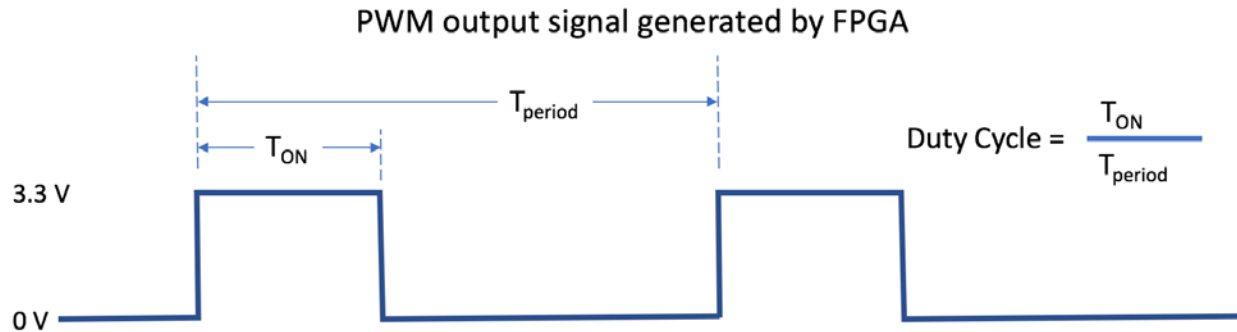 PWM output signal generated by FPGA
Tperiod
TON
Duty Cycle = TON
Tperiod
3.3 V
0 V